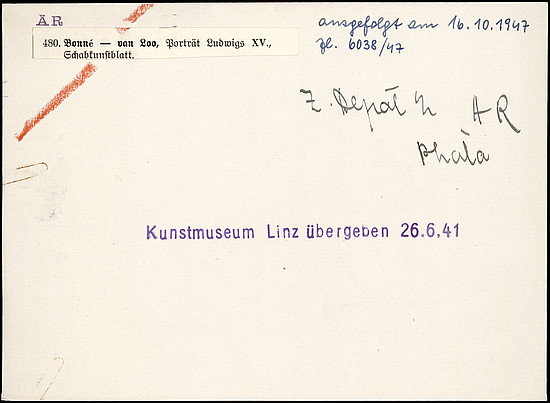 AR
ausgefolgt am 16.10.1947
Zl. 6038/47
480. Bonné — van Loo, Porträt Ludwigs XV.,
Schabkunstblatt.
Z. Depot
AR
Kunstmuseum Linz übergeben 26.6.41